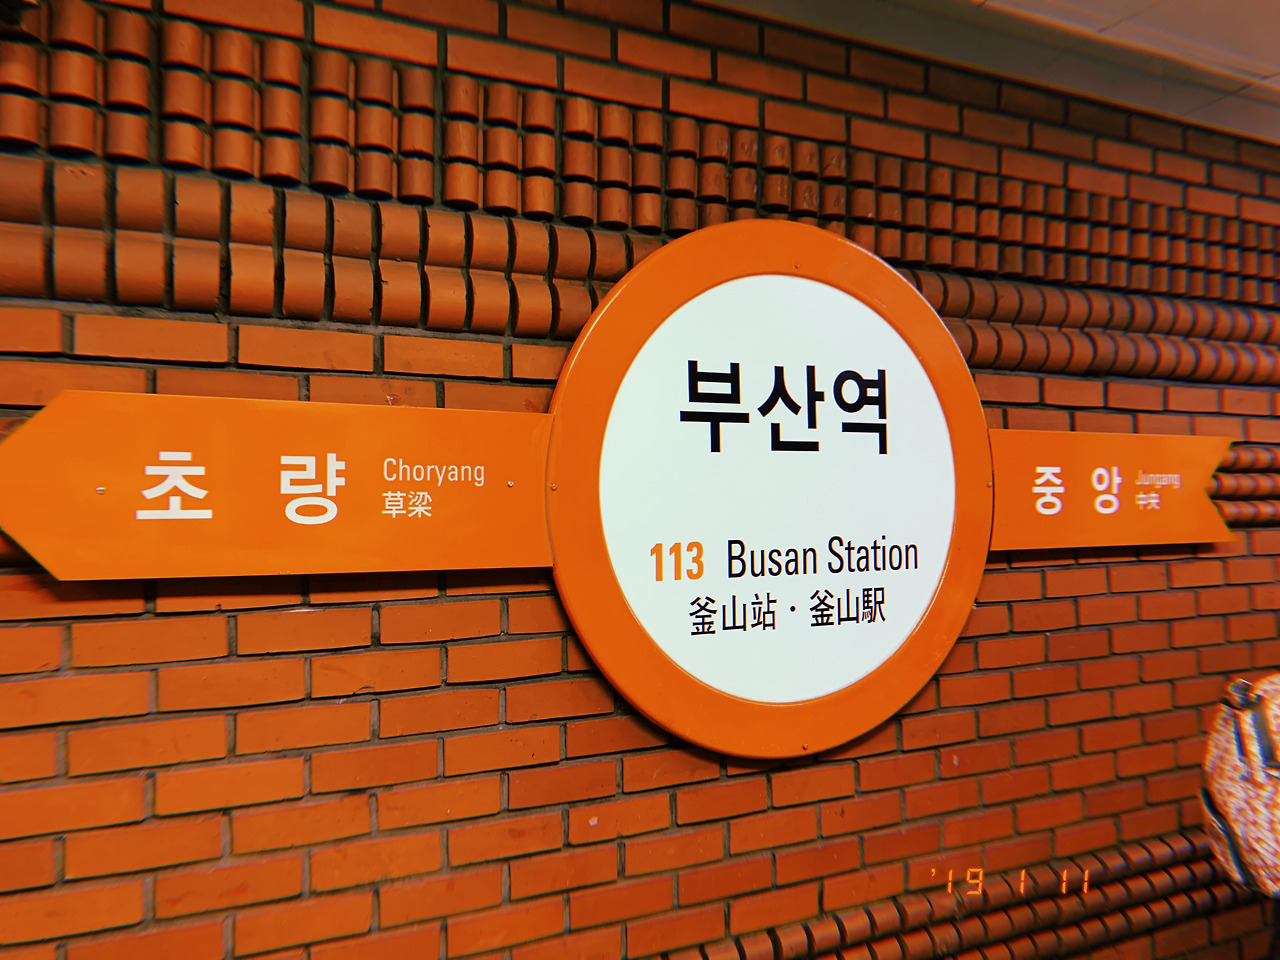 초 량
Choryang
草梁
부산역
113 Busan Station
釜山站・釜山駅
중 앙
Jungang
中央
'19 1 11